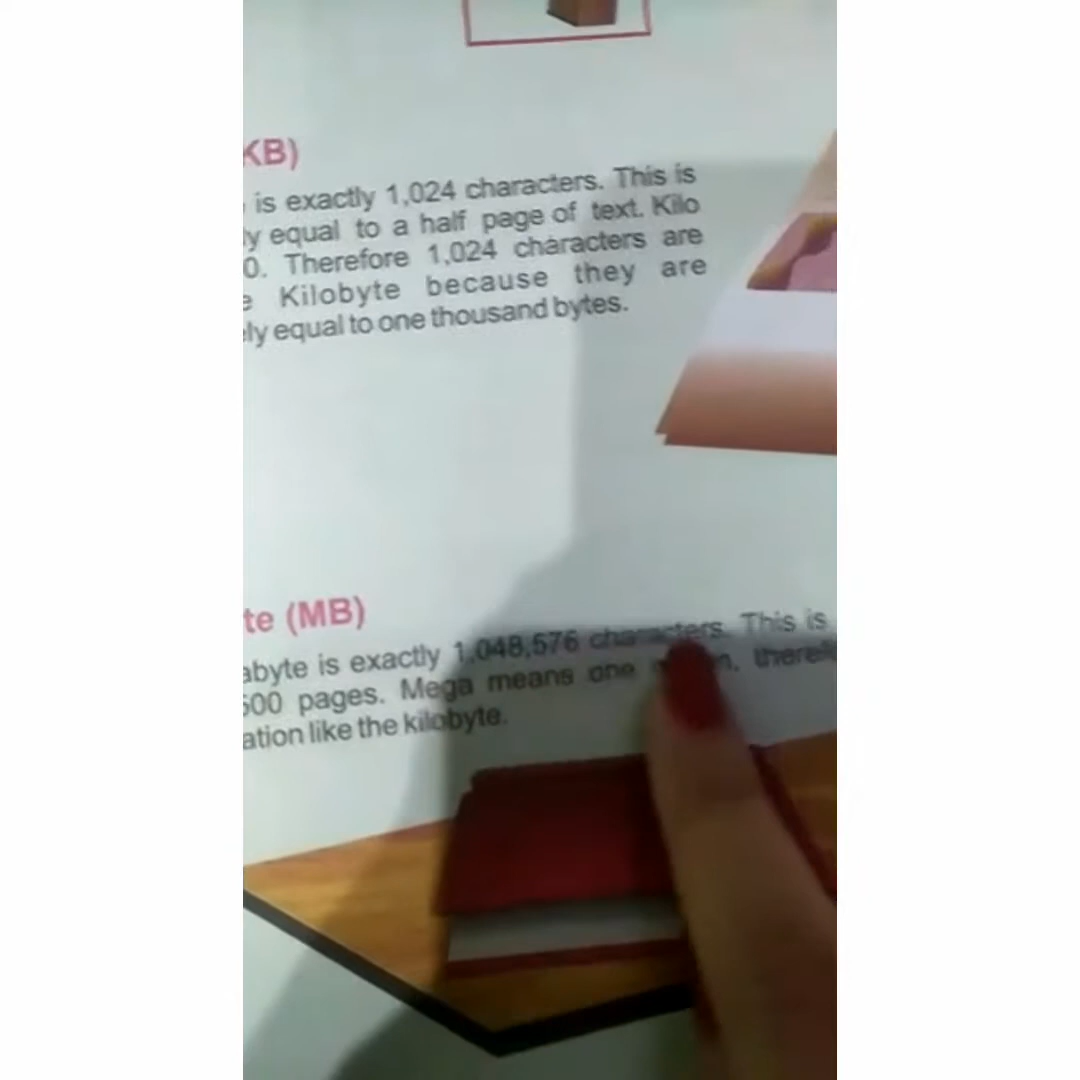 KB)
is exactly 1,024 characters. This is
y equal to a half page of text. Kilo
0. Therefore 1,024 characters are
e Kilobyte because they are
ly equal to one thousand bytes.
te (MB)
abyte is exactly 1,048,576 characters. This is
500 pages. Mega means one
ation like the kilobyte.